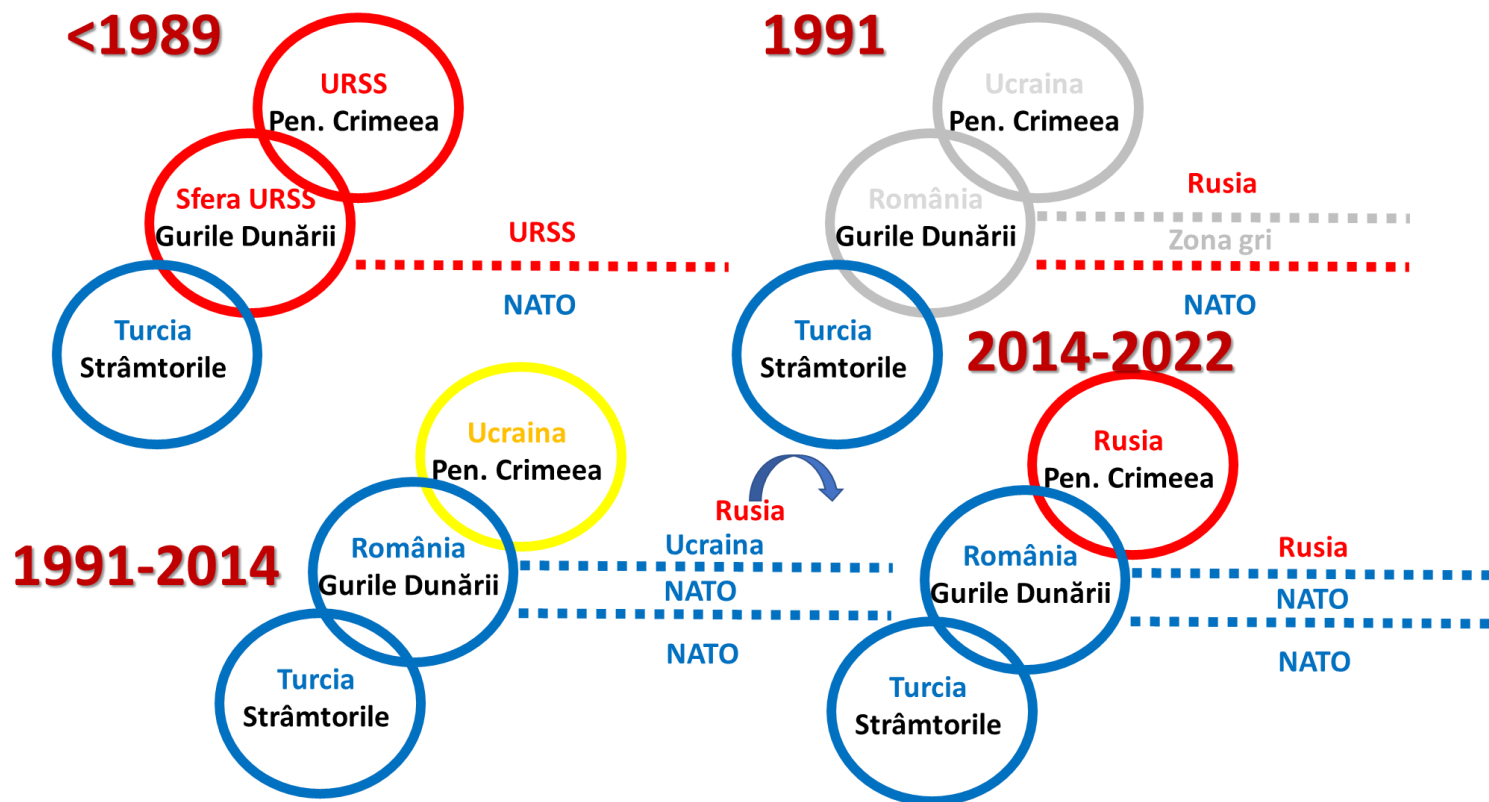 <1989
URSS
Pen. Crimeea
Sfera URSS
Gurile Dunării
URSS
NATO
Turcia
Strâmtorile
1991
Ucraina
Pen. Crimeea
România
Gurile Dunării
Rusia
Zona gri
NATO
Turcia
Strâmtorile
1991-2014
Ucraina
Pen. Crimeea
România
Gurile Dunării
Rusia
Ucraina
NATO
NATO
Turcia
Strâmtorile
2014-2022
Rusia
Pen. Crimeea
România
Gurile Dunării
Rusia
NATO
NATO
Turcia
Strâmtorile